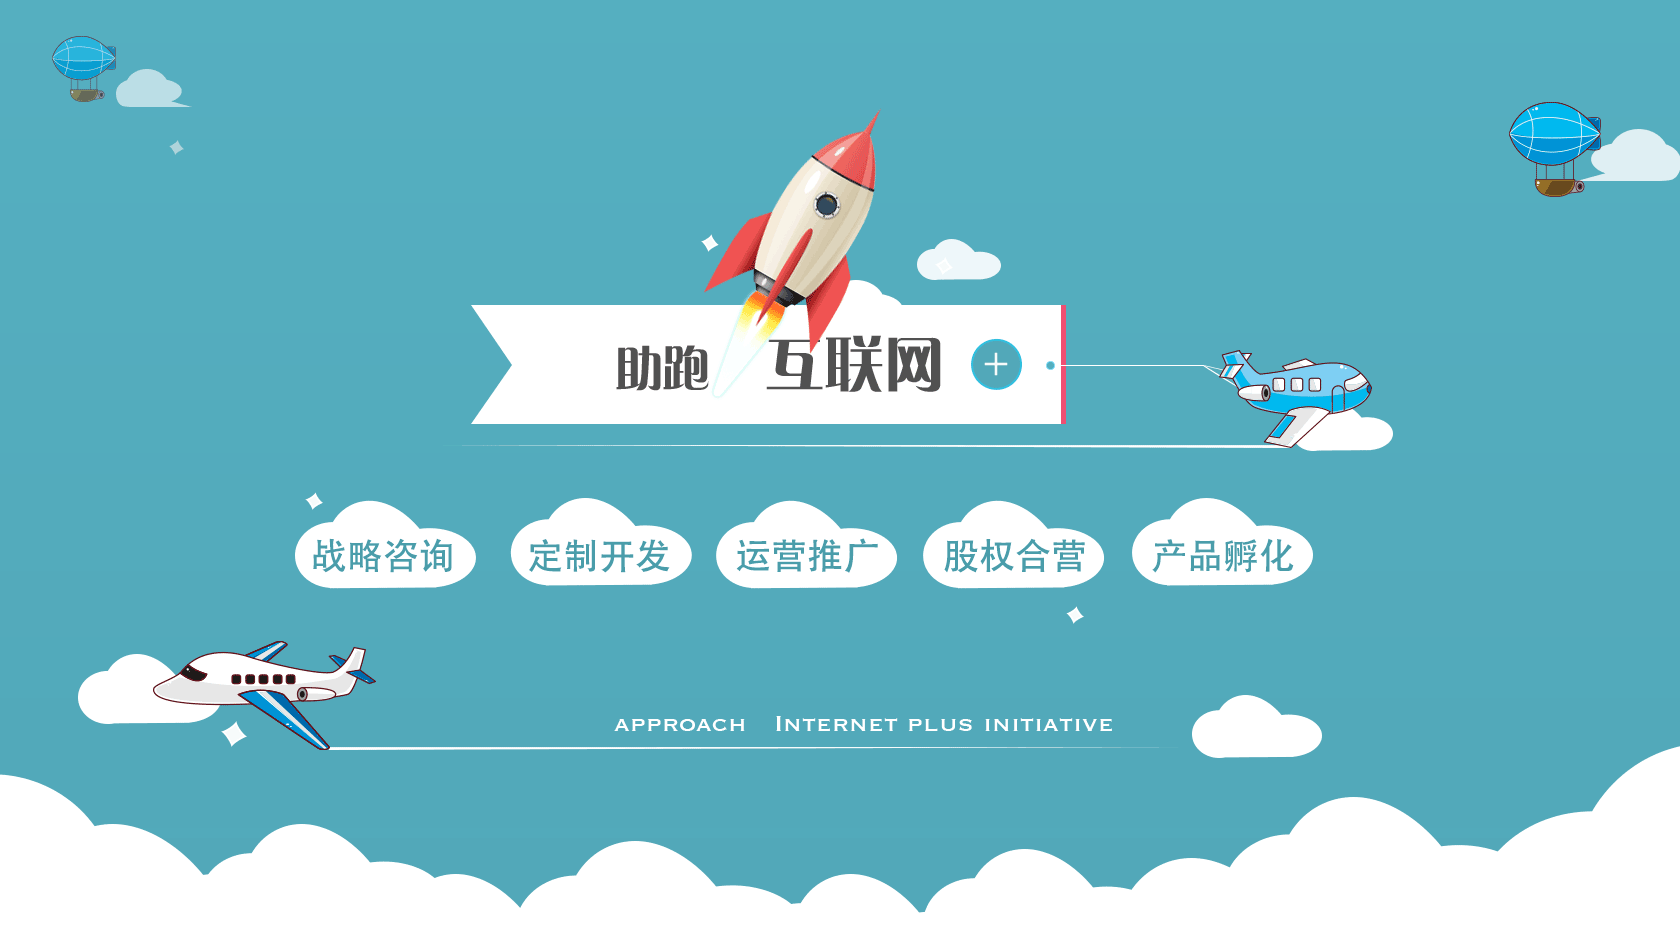 助跑 互联网 +
战略咨询 定制开发 运营推广 股权合营 产品孵化
APPROACH INTERNET PLUS INITIATIVE